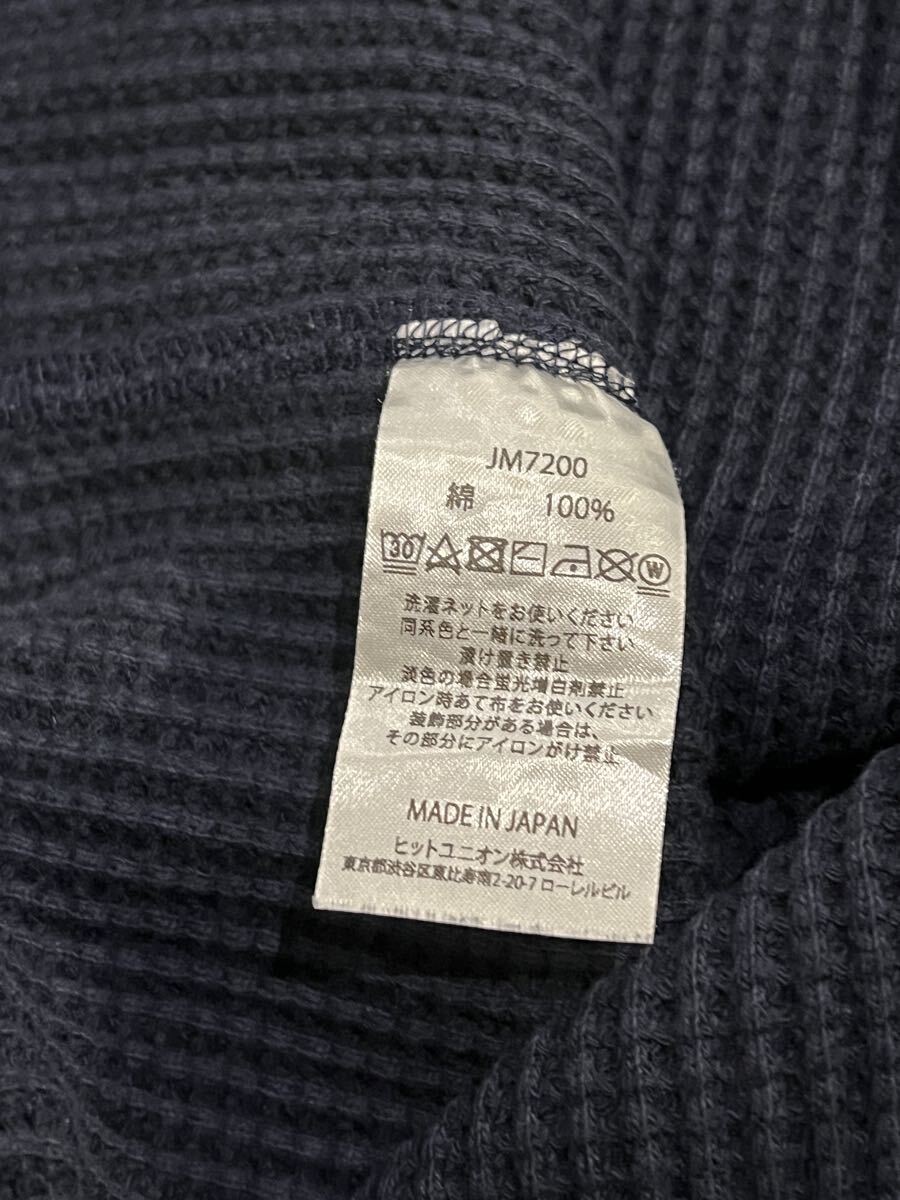 JM7200
綿 100%
30 W
洗濯ネットをお使いください
同系色と一緒に洗って下さい
漬け置き禁止
淡色の場合蛍光増白剤禁止
アイロン時あて布をお使いください
装飾部分がある場合は、
その部分にアイロンがけ禁止
MADE IN JAPAN
ヒットユニオン株式会社
東京都渋谷区恵比寿南2-20-7 ローレルビル